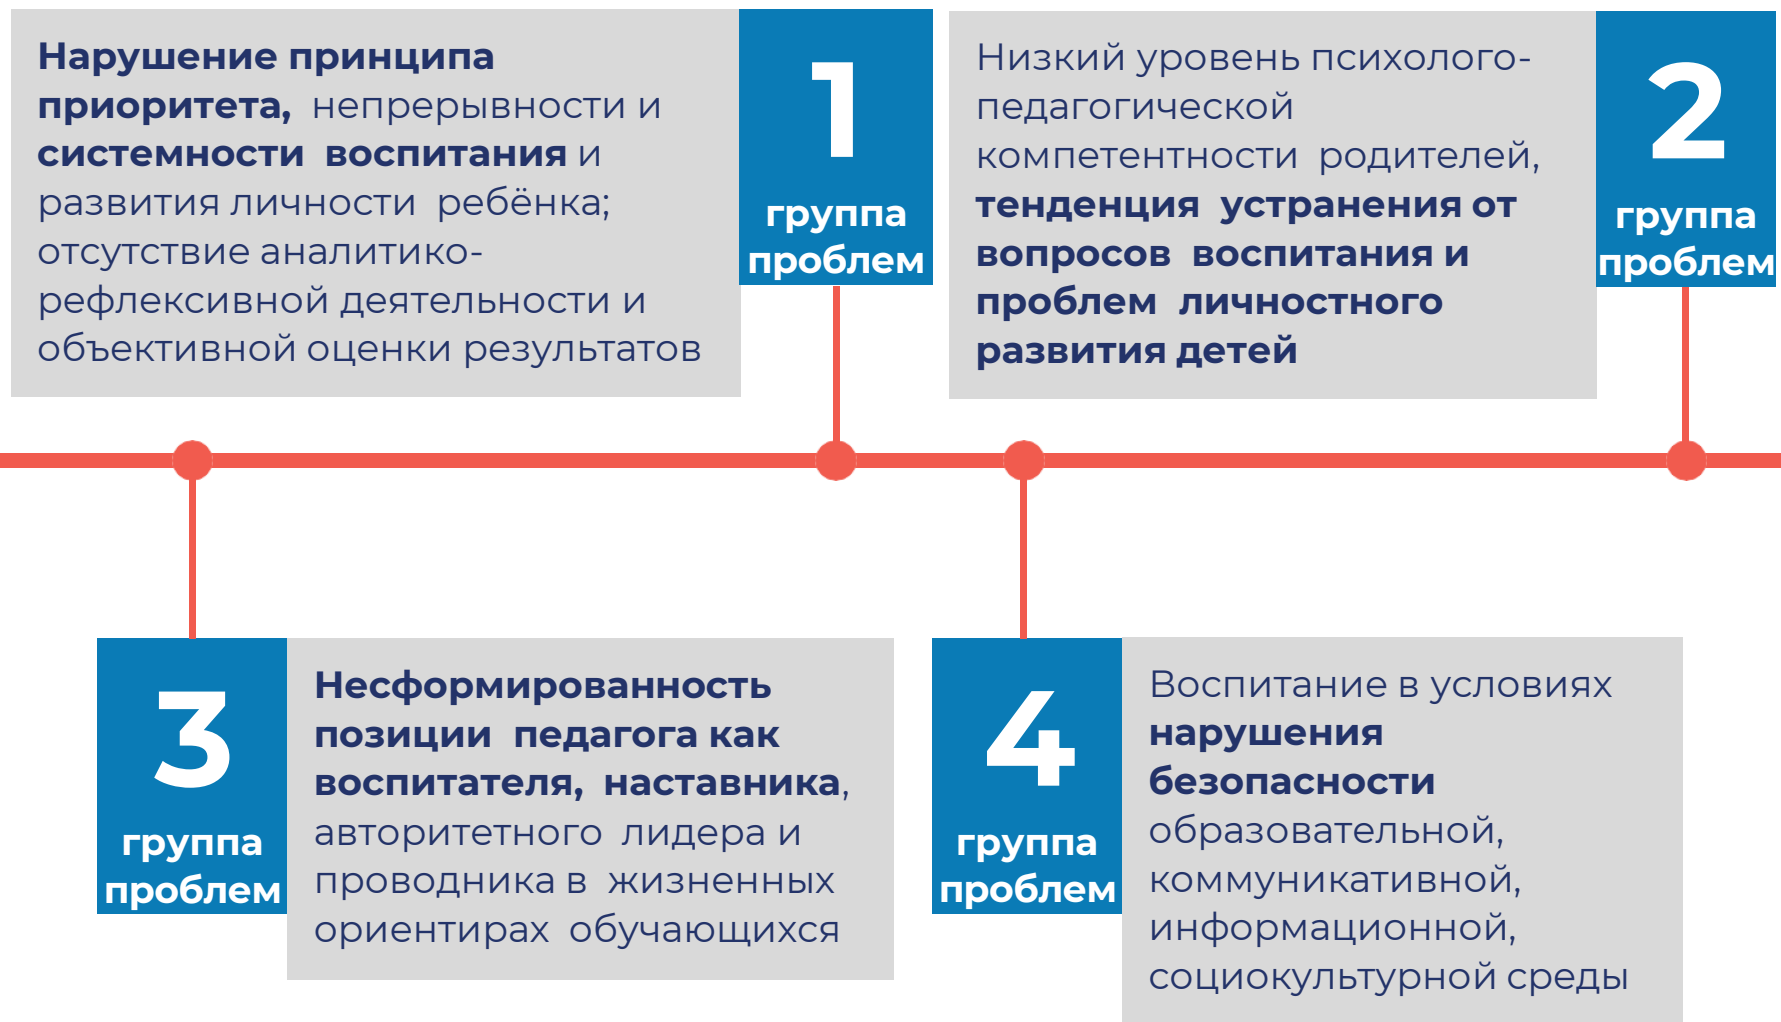 Нарушение принципа
приоритета, непрерывности и
системности воспитания и
развития личности ребёнка;
отсутствие аналитико-
рефлексивной деятельности и
объективной оценки результатов
1
группа
проблем
Низкий уровень психолого-
педагогической
компетентности родителей,
тенденция устранения от
вопросов воспитания и
проблем личностного
развития детей
2
группа
проблем
3
группа
проблем
Несформированность
позиции педагога как
воспитателя, наставника,
авторитетного лидера и
проводника в жизненных
ориентирах обучающихся
4
группа
проблем
Воспитание в условиях
нарушения
безопасности
образовательной,
коммуникативной,
информационной,
социокультурной среды